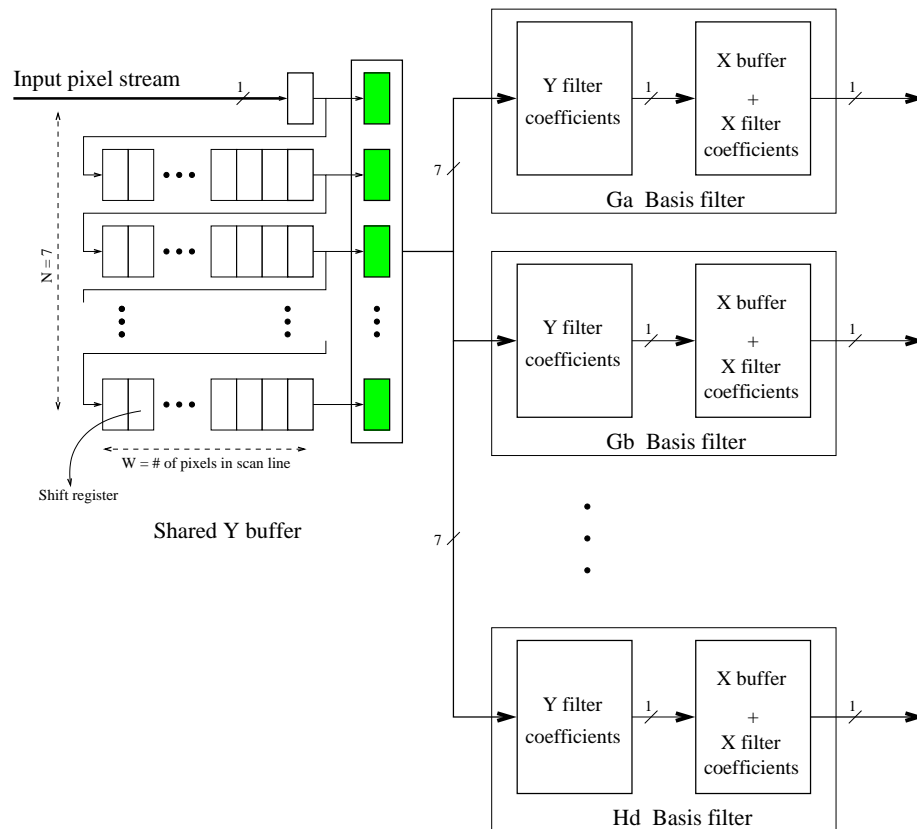 Input pixel stream
1
N = 7
W = # of pixels in scan line
Shift register
Shared Y buffer
7
7
Y filter
coefficients
1
X buffer
+
X filter
coefficients
1
Ga Basis filter
Y filter
coefficients
1
X buffer
+
X filter
coefficients
1
Gb Basis filter
Y filter
coefficients
1
X buffer
+
X filter
coefficients
1
Hd Basis filter